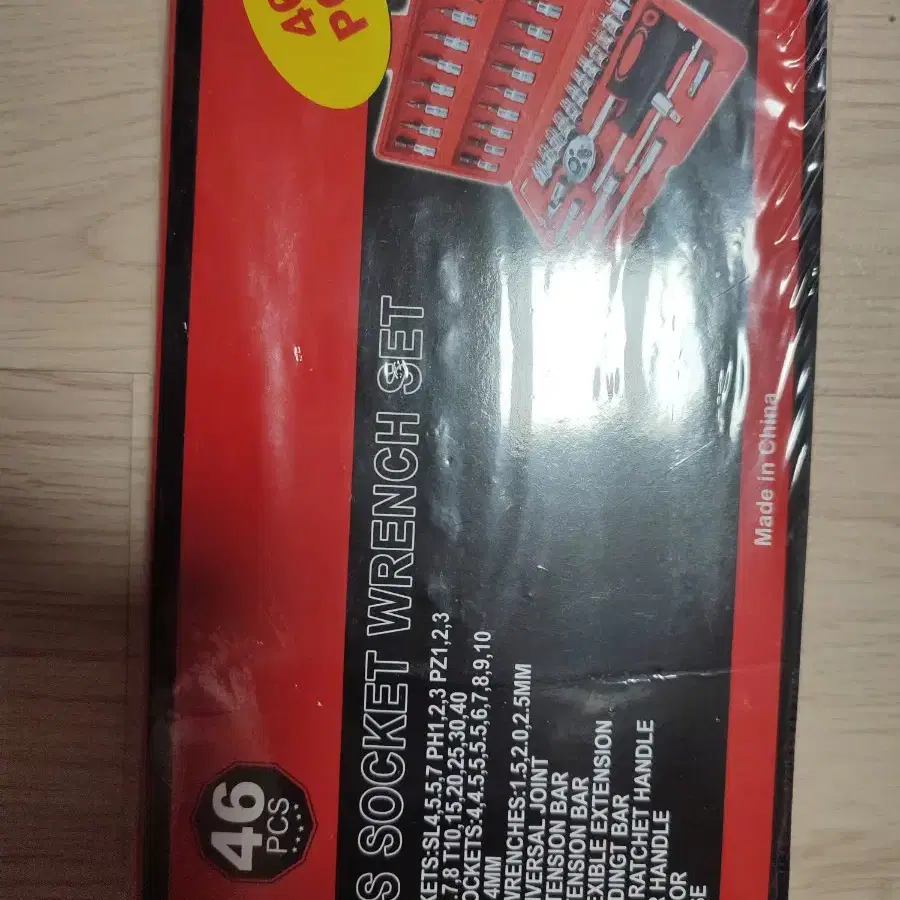 46
PCS
S SOCKET WRENCH SET
KETS:SL4,5.5,7 PH1,2,3 PZ1,2,3
,7,8 T10,15,20,25,30,40
OCKETS:4,4.5,5,5.5,6,7,8,9,10
4MM
WRENCHES:1.5,2.0,2.5MM
IVERSAL JOINT
TENSION BAR
TENSION BAR
EXIBLE EXTENSION
DINGT BAR
RATCHET HANDLE
R HANDLE
OR
SE
Made in China